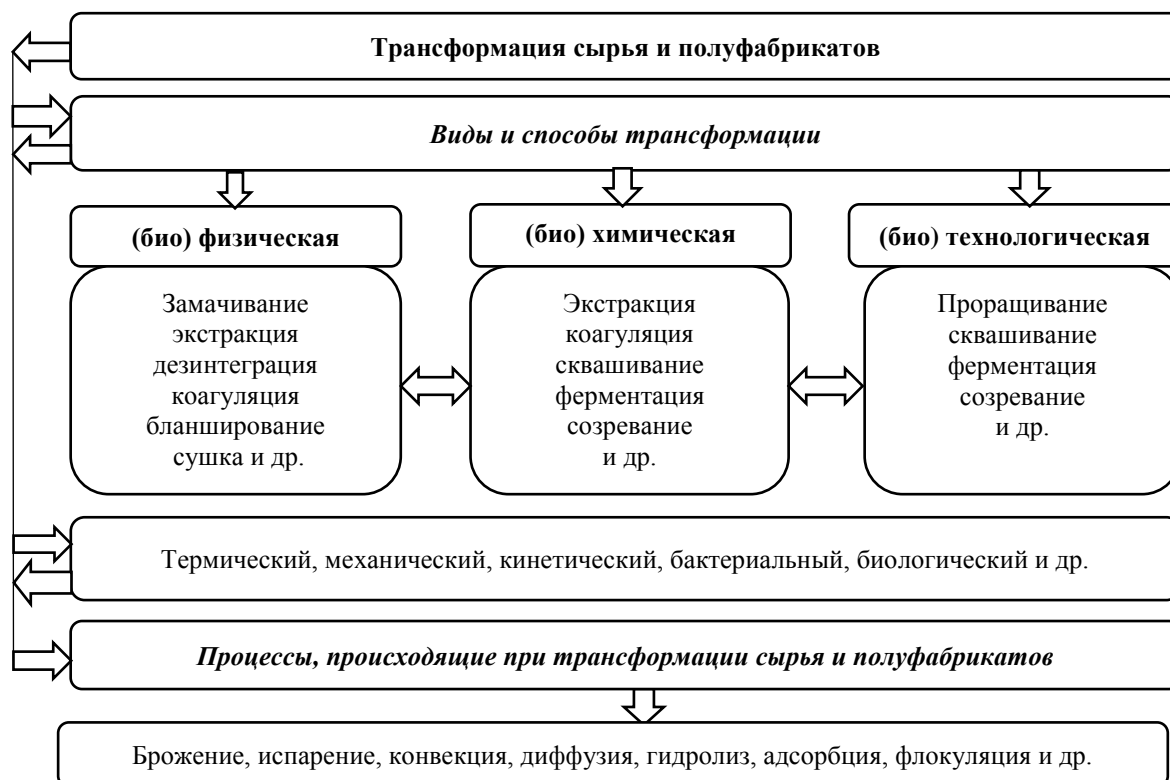 Трансформация сырья и полуфабрикатов
Виды и способы трансформации
(био) физическая
(био) химическая
(био) технологическая
Замачивание
экстракция
дезинтеграция
коагуляция
бланширование
сушка и др.
Экстракция
коагуляция
сквашивание
ферментация
созревание
и др.
Проращивание
сквашивание
ферментация
созревание
и др.
Термический, механический, кинетический, бактериальный, биологический и др.
Процессы, происходящие при трансформации сырья и полуфабрикатов
Брожение, испарение, конвекция, диффузия, гидролиз, адсорбция, флокуляция и др.